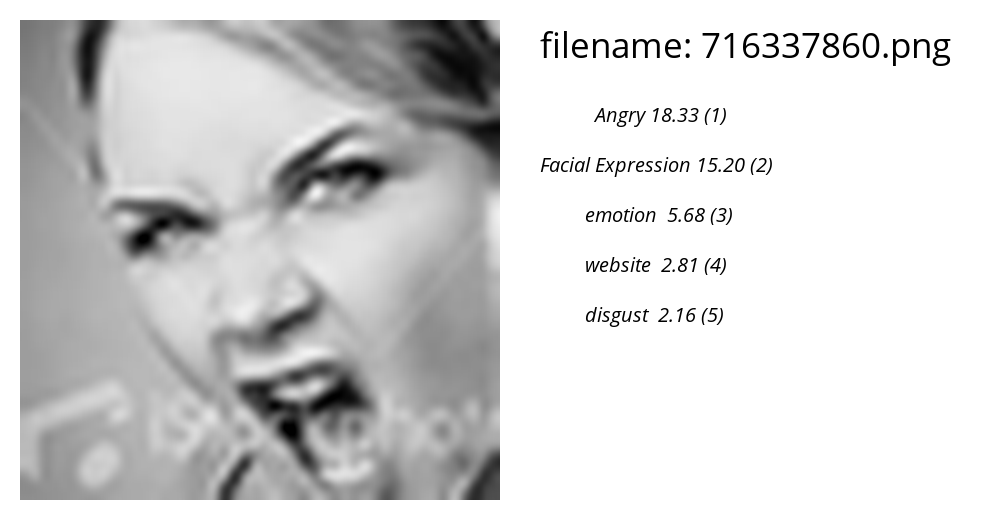 filename: 716337860.png
Angry 18.33 (1)
Facial Expression 15.20 (2)
emotion 5.68 (3)
website 2.81 (4)
disgust 2.16 (5)